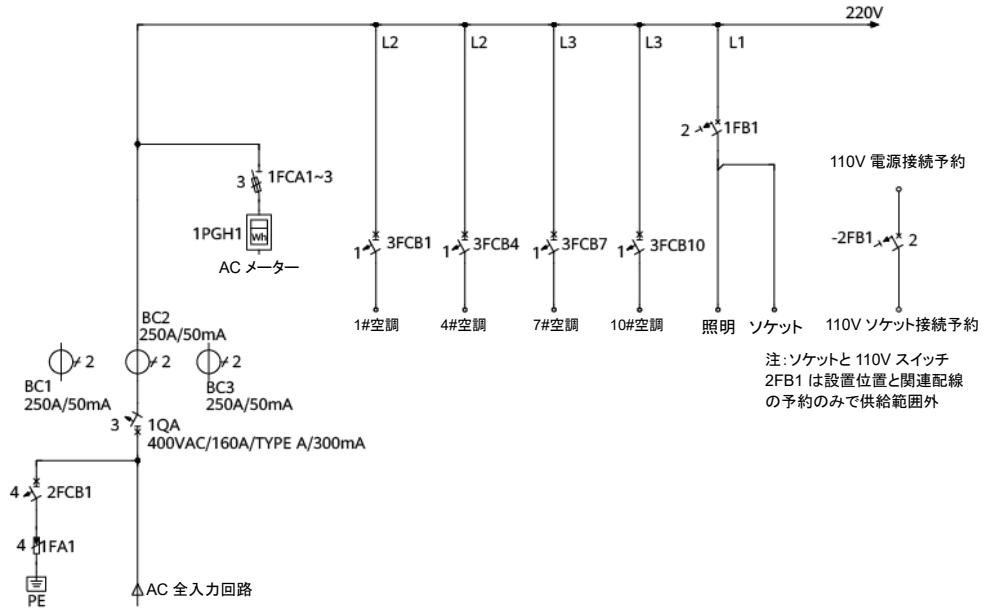 220V
L2
L2
L3
L3
L1
2
1FB1
110V 電源接続予約
3
1FCA1~3
1PGH1
Wh
AC メーター
1
3FCB1
1
3FCB4
1
3FCB7
1
3FCB10
-2FB1
2
1#空調
4#空調
7#空調
10#空調
照明
ソケット
110V ソケット接続予約
BC2
250A/50mA
2
2
2
BC1
250A/50mA
BC3
250A/50mA
注：ソケットと 110V スイッチ
2FB1 は設置位置と関連配線
の予約のみで供給範囲外
3
1QA
400VAC/160A/TYPE A/300mA
4
2FCB1
4
1FA1
PE
AC 全入力回路